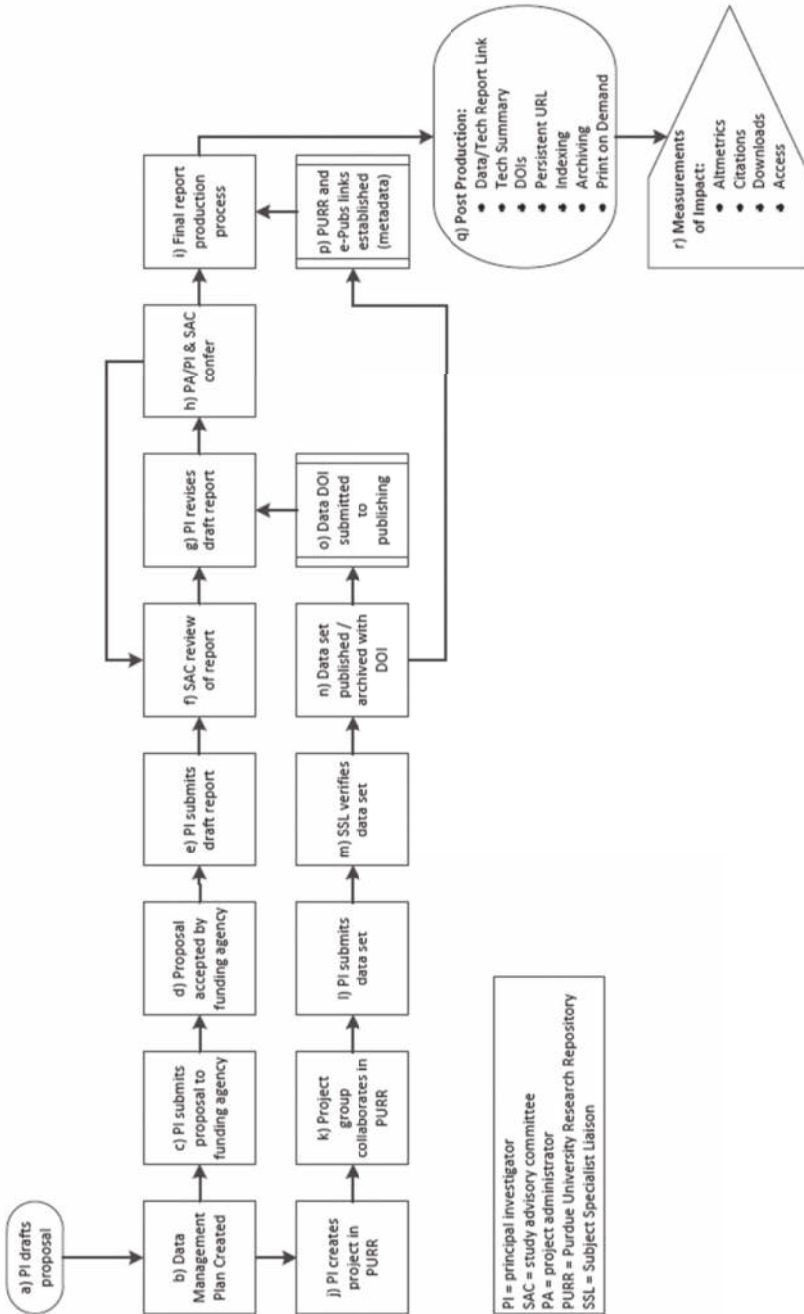 a) PI drafts
proposal
b) Data
Management
Plan Created
c) PI submits
proposal to
funding agency
d) Proposal
accepted by
funding agency
e) PI submits
draft report
f) SAC review
of report
g) PI revises
draft report
h) PA/PI & SAC
confer
i) Final report
production
process
j) PI creates
project in
PURR
k) Project
group
collaborates in
PURR
l) PI submits
data set
m) SSL verifies
data set
n) Data set
published /
archived with
DOI
o) Data DOI
submitted
to
publishing
p) PURR and
e-Pubs links
established
(metadata)
q) Post Production:
Data/Tech Report Link
Tech Summary
DOIs
Persistent URL
Indexing
Archiving
Print on Demand
r) Measurements
of Impact:
Altmetrics
Citations
Downloads
Access
PI = principal investigator
SAC = study advisory committee
PA = project administrator
PURR = Purdue University Research Repository
SSL = Subject Specialist Liaison